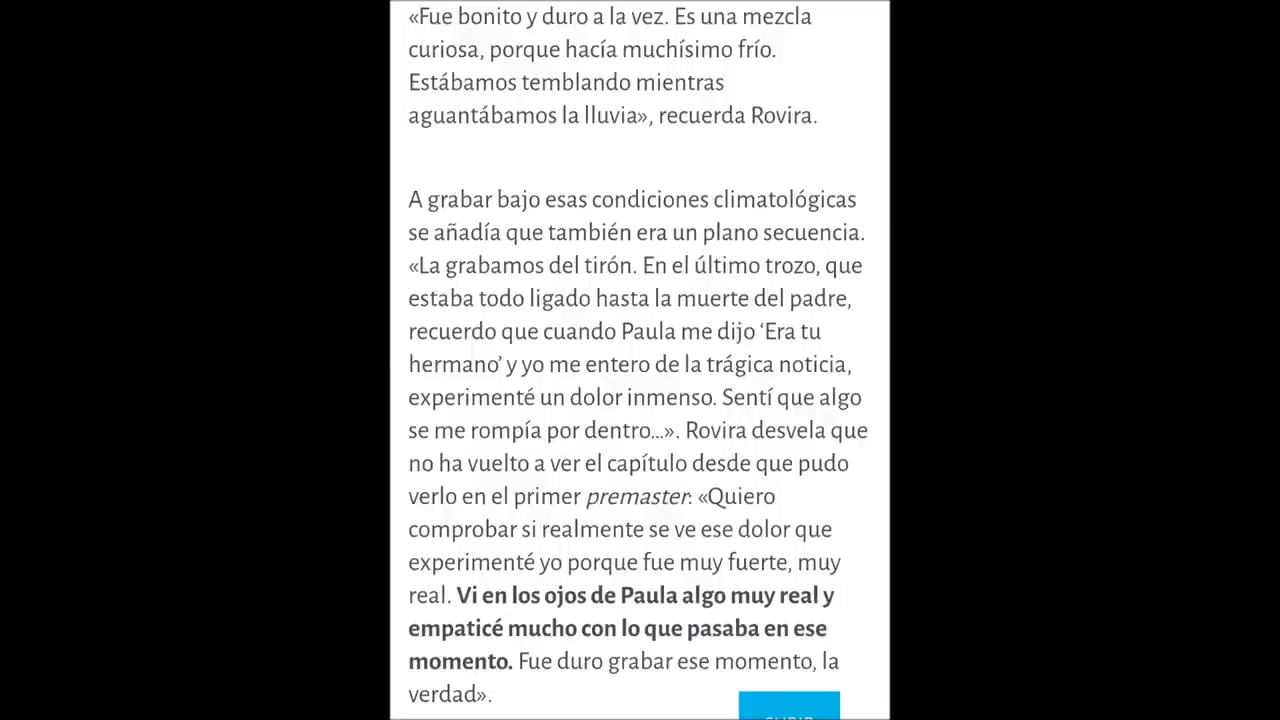 «Fue bonito y duro a la vez. Es una mezcla
curiosa, porque hacía muchísimo frío.
Estábamos temblando mientras
aguantábamos la lluvia», recuerda Rovira.
A grabar bajo esas condiciones climatológicas
se añadía que también era un plano secuencia.
«La grabamos del tirón. En el último trozo, que
estaba todo ligado hasta la muerte del padre,
recuerdo que cuando Paula me dijo ‘Era tu
hermano’ y yo me entero de la trágica noticia,
experimenté un dolor inmenso. Sentí que algo
se me rompía por dentro…». Rovira desvela que
no ha vuelto a ver el capítulo desde que pudo
verlo en el primer premaster: «Quiero
comprobar si realmente se ve ese dolor que
experimenté yo porque fue muy fuerte, muy
real. Vi en los ojos de Paula algo muy real y
empaticé mucho con lo que pasaba en ese
momento. Fue duro grabar ese momento, la
verdad».